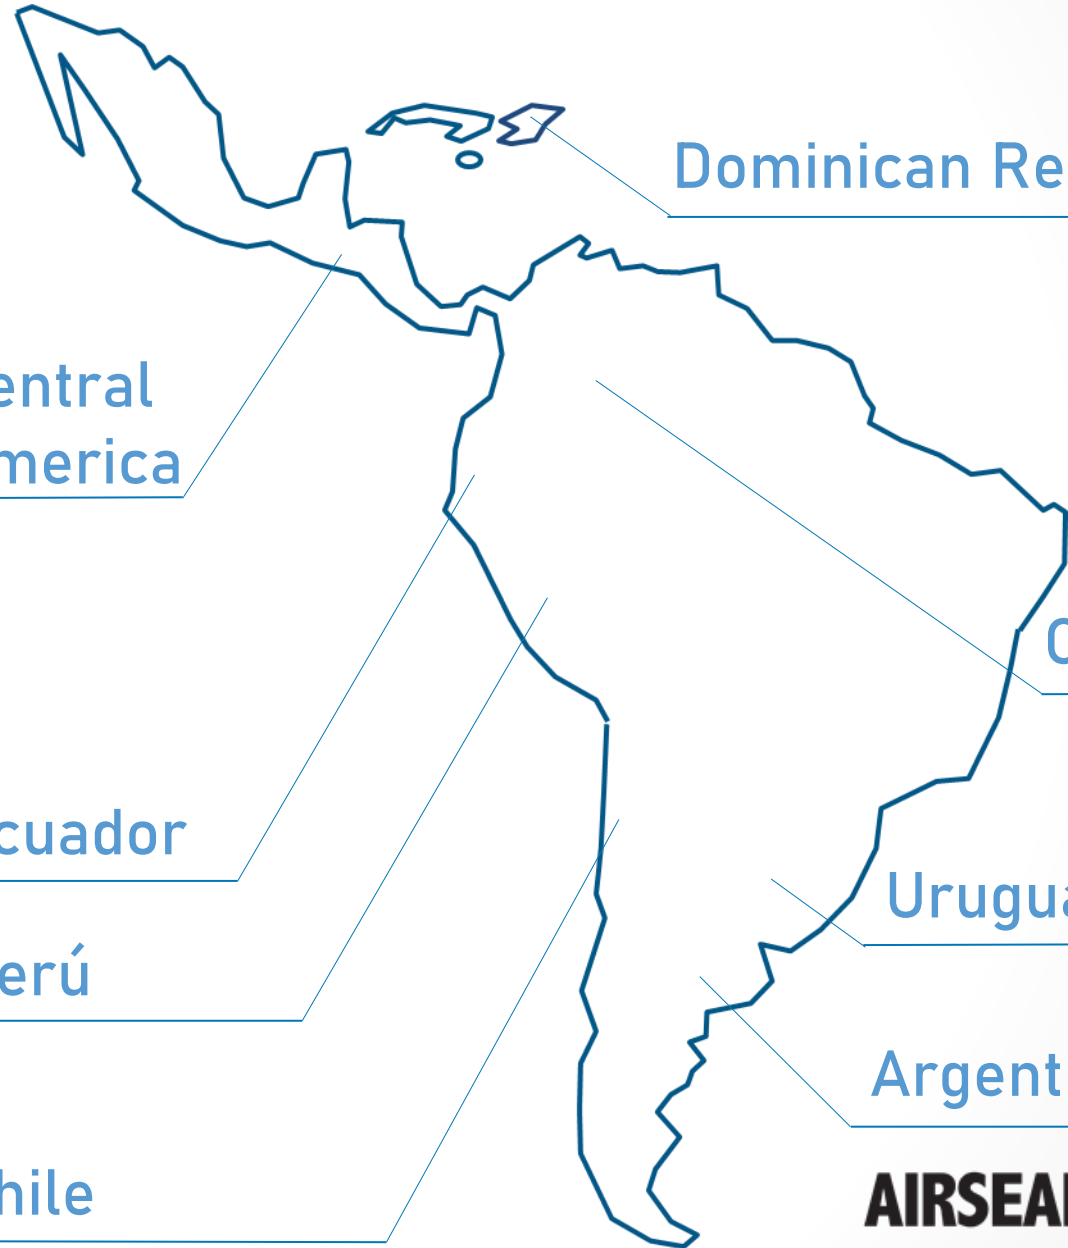 Dominican Re
entral
merica
C
cuador
Urugua
erú
Argent
hile
AIRSEA